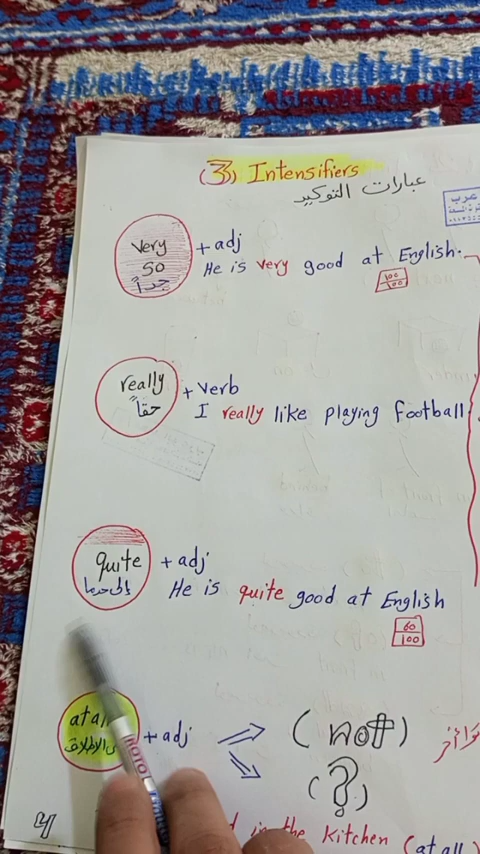 (3) Intensifiers
عبارات التوكيد
very
so
جداً
+ adj
He is very good at English.
100
100
really
حقاً
+ verb
I really like playing football
quite
إلى حد ما
+ adj
He is quite good at English
60
100
at all
+ adj
(not)
(?)
in the kitchen (at all